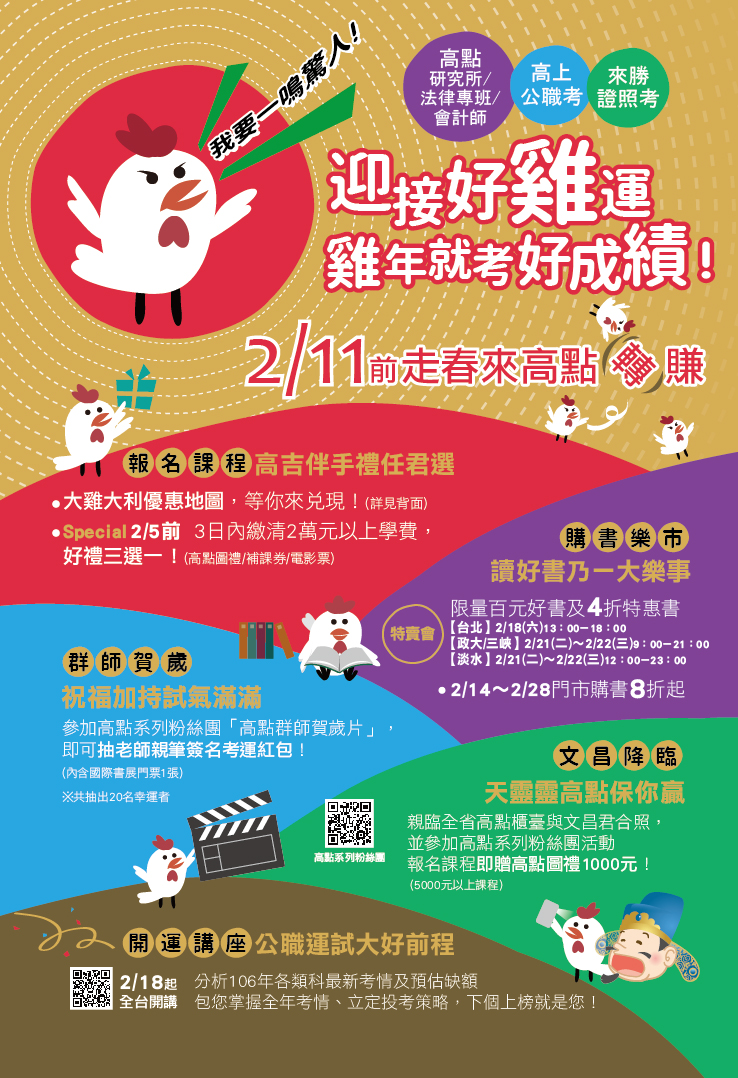 我要一鳴驚人!
高點
研究所/
法律專班/
會計師
高上
公職考
來勝
證照考
迎接好雞運
雞年就考好成績!
2/11前走春來高點轉賺
報名課程 高吉伴手禮任君選
●大雞大利優惠地圖，等你來兌現！(詳見背面)
●Special 2/5前 3日內繳清2萬元以上學費，
好禮三選一！(高點圖禮/補課券/電影票)
購書樂市
讀好書乃一大樂事
特賣會
限量百元好書及4折特惠書
【台北】2/18(六)13：00－18：00
【政大/三峽】2/21(二)～2/22(三)9：00－21：00
【淡水】2/21(二)～2/22(三)12：00－23：00
●2/14～2/28門市購書8折起
群師賀歲
祝福加持試氣滿滿
參加高點系列粉絲團「高點群師賀歲片」，
即可抽老師親筆簽名考運紅包！
(內含國際書展門票1張)
※共抽出20名幸運者
高點系列粉絲團
文昌降臨
天靈靈高點保你贏
親臨全省高點櫃臺與文昌君合照，
並參加高點系列粉絲團活動
報名課程即贈高點圖禮1000元！
(5000元以上課程)
開運講座 公職運試大好前程
2/18起
全台開講
分析106年各類科最新考情及預估缺額
包您掌握全年考情、立定投考策略，下個上榜就是您！